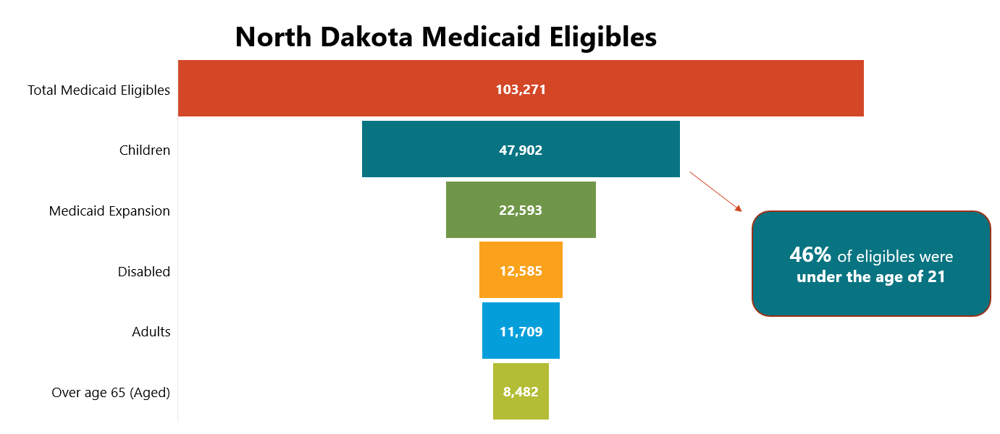 North Dakota Medicaid Eligibles
Total Medicaid Eligibles
103,271
Children
47,902
Medicaid Expansion
22,593
Disabled
12,585
Adults
11,709
Over age 65 (Aged)
8,482
46% of eligibles were
under the age of 21